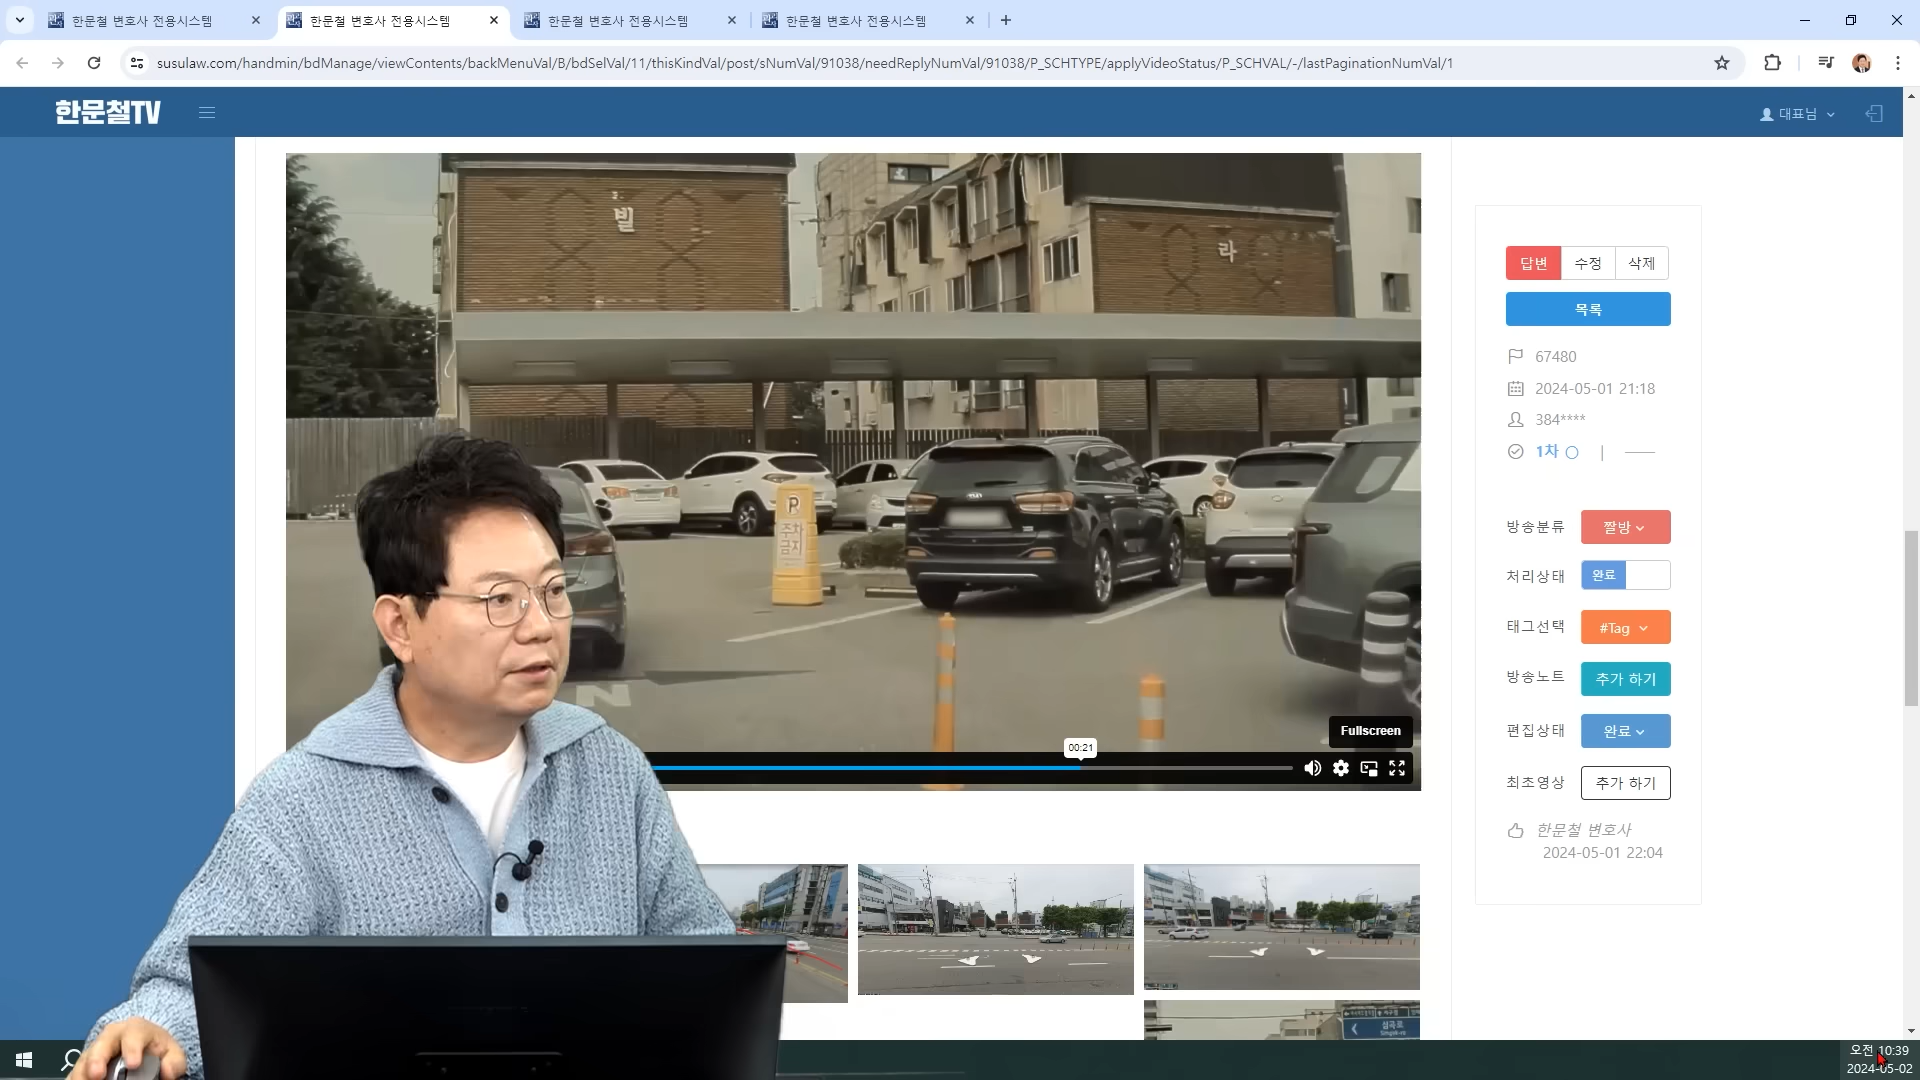 한문철 변호사 전용시스템
한문철 변호사 전용시스템
한문철 변호사 전용시스템
한문철 변호사 전용시스템
susulaw.com/handmin/bdManage/viewContents/backMenuVal/B/bdSelVal/11/thisKindVal/post/sNumVal/91038/needReplyNumVal/91038/P_SCHTYPE/applyVideoStatus/P_SCHVAL/-/lastPaginationNumVal/1
한문철TV
대표님
빌
라
P
주차
금지
KIA
N
Fullscreen
00:21
답변 수정 삭제
목록
67480
2024-05-01 21:18
384****
1차
방송분류 짤방
처리상태 완료
태그선택 #Tag
방송노트 추가 하기
편집상태 완료
최초영상 추가 하기
한문철 변호사
2024-05-01 22:04
오전 10:39
2024-05-02